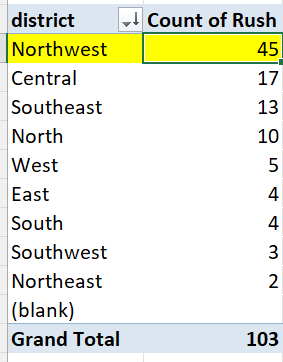 district Count of Rush
Northwest 45
Central 17
Southeast 13
North 10
West 5
East 4
South 4
Southwest 3
Northeast 2
(blank)
Grand Total 103